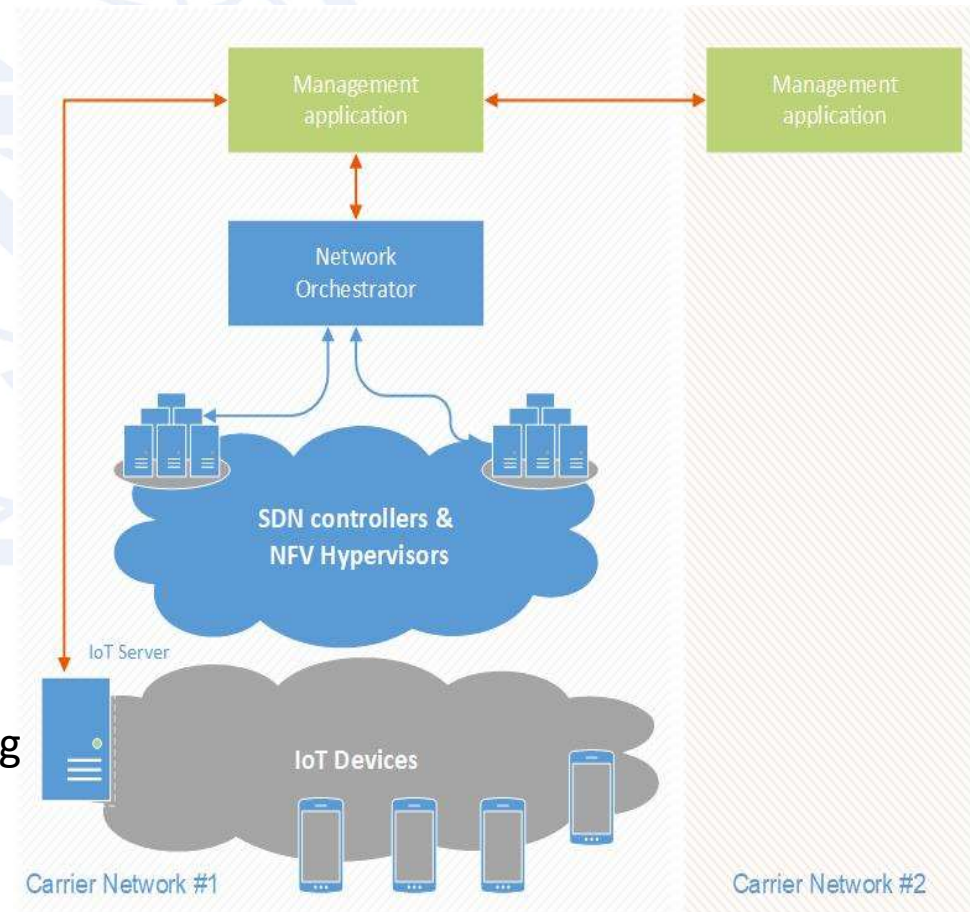 Management
application
Management
application
Network
Orchestrator
SDN controllers &
NFV Hypervisors
IoT Server
g
IoT Devices
Carrier Network #1
Carrier Network #2